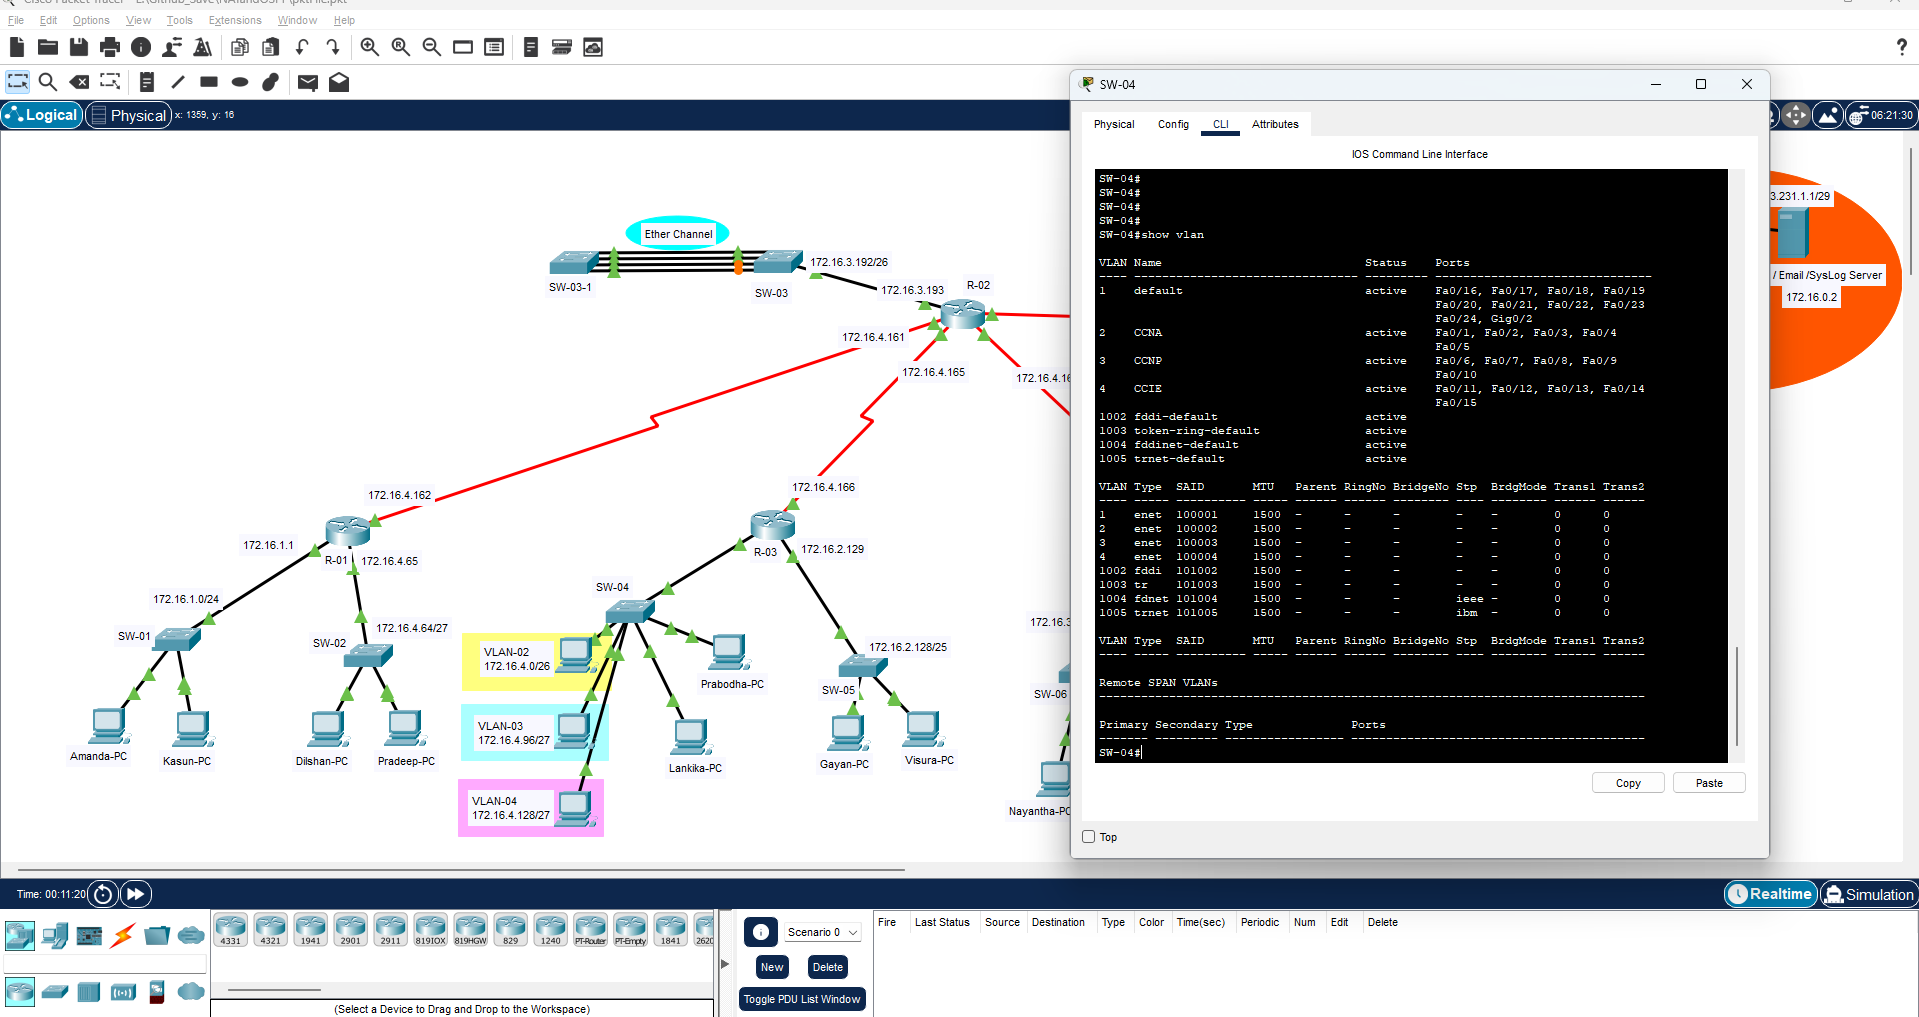 File Edit Options View Tools Extensions Window Help
Logical Physical x: 1359, y: 16
06:21:30
Ether Channel
SW-03-1
SW-03
172.16.3.192/26
172.16.3.193
R-02
172.16.4.161
172.16.4.165
172.16.4.162
172.16.4.166
172.16.1.1
R-01
172.16.4.65
R-03
172.16.2.129
172.16.1.0/24
SW-01
SW-02
172.16.4.64/27
SW-04
VLAN-02
172.16.4.0/26
VLAN-03
172.16.4.96/27
VLAN-04
172.16.4.128/27
Prabodha-PC
Lankika-PC
172.16.2.128/25
SW-05
SW-06
Amanda-PC
Kasun-PC
Dilshan-PC
Pradeep-PC
Gayan-PC
Visura-PC
Nayantha-PC
3.231.1.1/29
/ Email /SysLog Server
172.16.0.2
SW-04
Physical Config CLI Attributes
IOS Command Line Interface
SW-04#
SW-04#
SW-04#
SW-04#
SW-04#show vlan
VLAN Name Status Ports
---- -------------------------------- --------- -------------------------------
1 default active Fa0/16, Fa0/17, Fa0/18, Fa0/19
Fa0/20, Fa0/21, Fa0/22, Fa0/23
Fa0/24, Gig0/2
2 CCNA active Fa0/1, Fa0/2, Fa0/3, Fa0/4
Fa0/5
3 CCNP active Fa0/6, Fa0/7, Fa0/8, Fa0/9
Fa0/10
4 CCIE active Fa0/11, Fa0/12, Fa0/13, Fa0/14
Fa0/15
1002 fddi-default active
1003 token-ring-default active
1004 fddinet-default active
1005 trnet-default active
VLAN Type SAID MTU Parent RingNo BridgeNo Stp BrdgMode Trans1 Trans2
---- ----- ---------- ----- ------ ------ -------- ---- -------- ------ ------
1 enet 100001 1500 - - - - - 0 0
2 enet 100002 1500 - - - - - 0 0
3 enet 100003 1500 - - - - - 0 0
4 enet 100004 1500 - - - - - 0 0
1002 fddi 101002 1500 - - - - - 0 0
1003 tr 101003 1500 - - - - - 0 0
1004 fdnet 101004 1500 - - - ieee - 0 0
1005 trnet 101005 1500 - - - ibm - 0 0
VLAN Type SAID MTU Parent RingNo BridgeNo Stp BrdgMode Trans1 Trans2
---- ----- ---------- ----- ------ ------ -------- ---- -------- ------ ------
Remote SPAN VLANs
------------------------------------------------------------------------------
Primary Secondary Type Ports
------- --------- ----------------- ------------------------------------------
SW-04#
Copy Paste
Top
Time: 00:11:20
Realtime Simulation
4331 4321 1941 2901 2911 819IOX 819HGW 829 1240 PT-Router PT-Empty 1841 2620
(Select a Device to Drag and Drop to the Workspace)
Scenario 0
New Delete
Toggle PDU List Window
Fire Last Status Source Destination Type Color Time(sec) Periodic Num Edit Delete